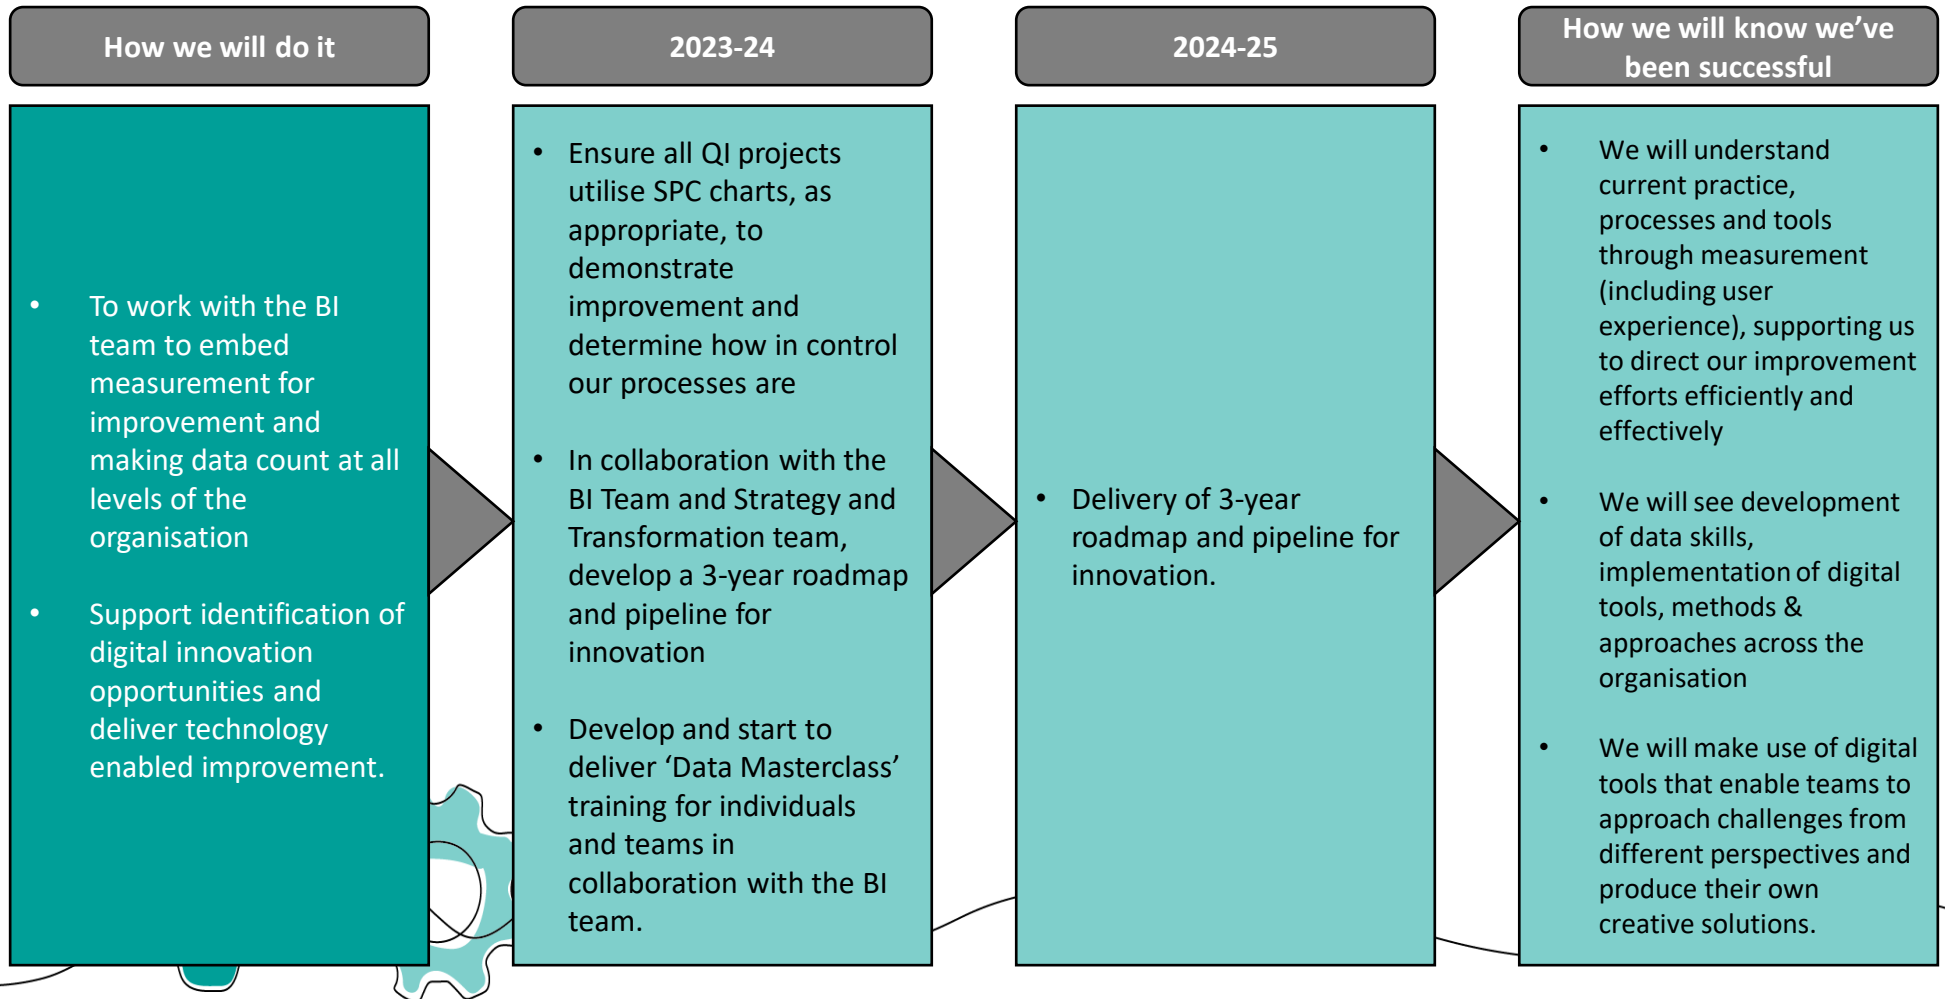 How we will do it
• To work with the BI
team to embed
measurement for
improvement and
making data count at all
levels of the
organisation
• Support identification of
digital innovation
opportunities and
deliver technology
enabled improvement.
2023-24
• Ensure all QI projects
utilise SPC charts, as
appropriate, to
demonstrate
improvement and
determine how in control
our processes are
• In collaboration with the
BI Team and Strategy and
Transformation team,
develop a 3-year roadmap
and pipeline for
innovation
• Develop and start to
deliver ‘Data Masterclass’
training for individuals
and teams in
collaboration with the BI
team.
2024-25
• Delivery of 3-year
roadmap and pipeline for
innovation.
How we will know we’ve
been successful
• We will understand
current practice,
processes and tools
through measurement
(including user
experience), supporting us
to direct our improvement
efforts efficiently and
effectively
• We will see development
of data skills,
implementation of digital
tools, methods &
approaches across the
organisation
• We will make use of digital
tools that enable teams to
approach challenges from
different perspectives and
produce their own
creative solutions.